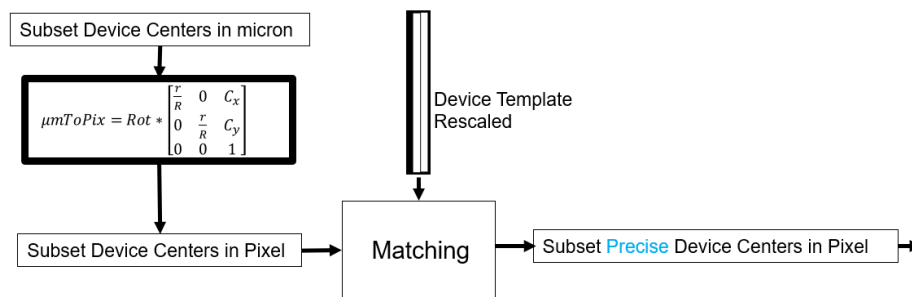 Subset Device Centers in micron
μmToPix = Rot * [r/R 0 Cx
0 r/R Cy
0 0 1]
Device Template
Rescaled
Subset Device Centers in Pixel
Matching
Subset Precise Device Centers in Pixel